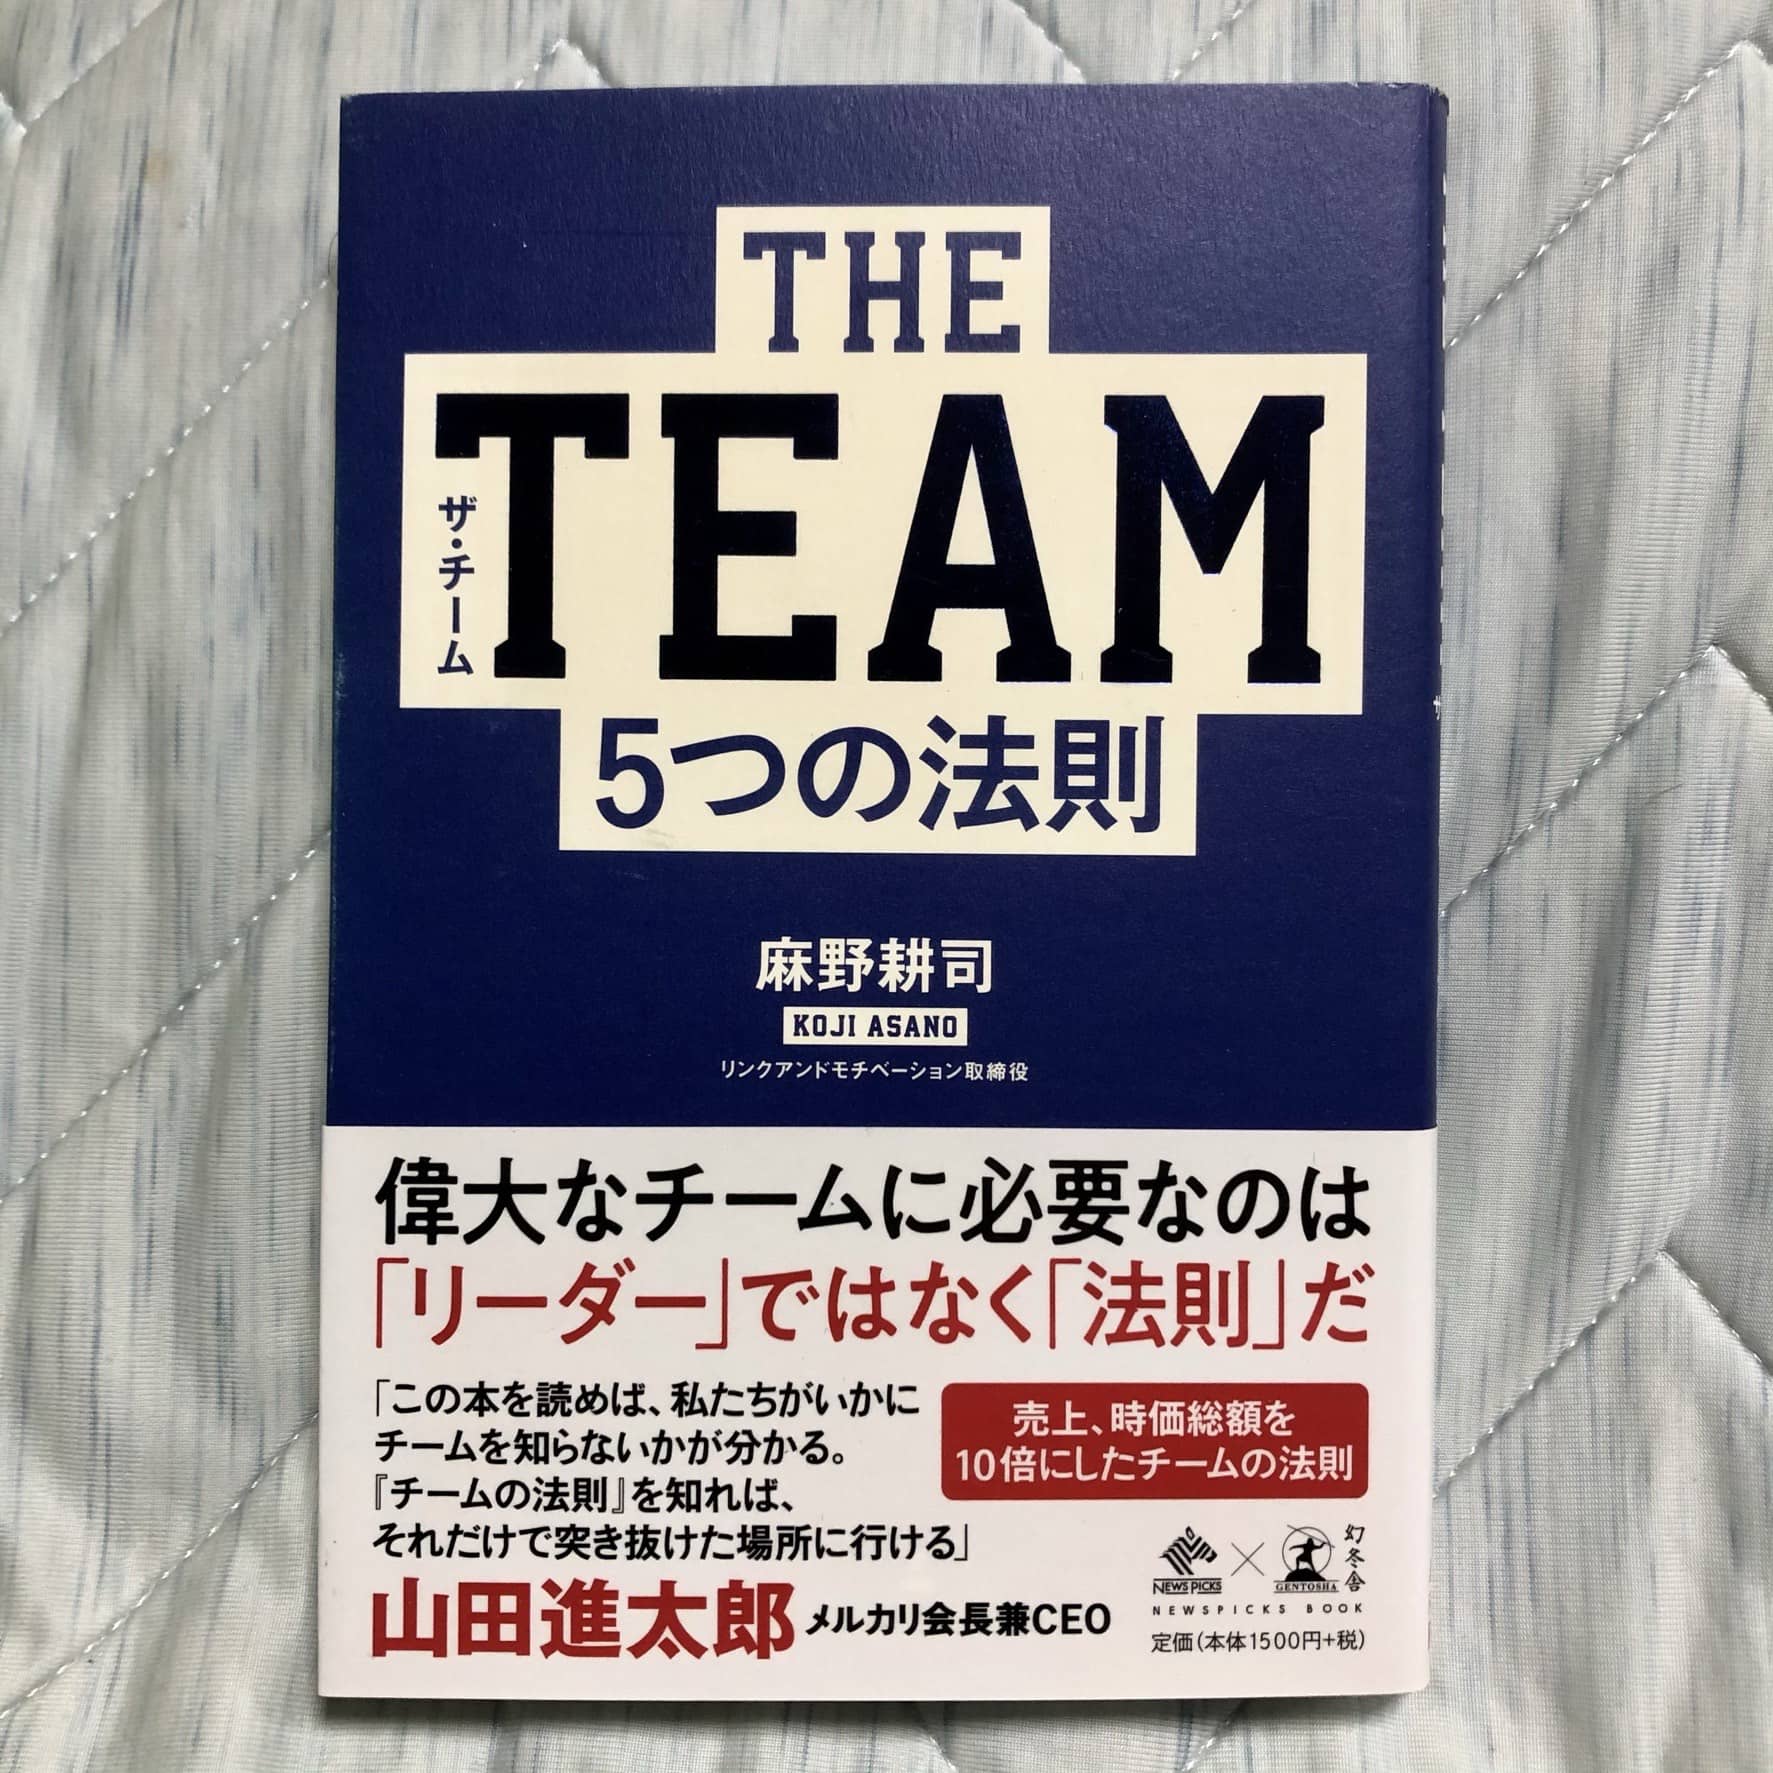 THE
TEAM
ザ・チーム
5つの法則
麻野耕司
KOJI ASANO
リンクアンドモチベーション取締役
偉大なチームに必要なのは
「リーダー」ではなく「法則」だ
「この本を読めば、私たちがいかに
チームを知らないかが分かる。
『チームの法則』を知れば、
それだけで突き抜けた場所に行ける」
山田進太郎 メルカリ会長兼CEO
売上、時価総額を
10倍にしたチームの法則
NEWS PICKS
×
GENTOSHA
幻冬舎
NEWSPICKS BOOK
定価(本体1500円+税)